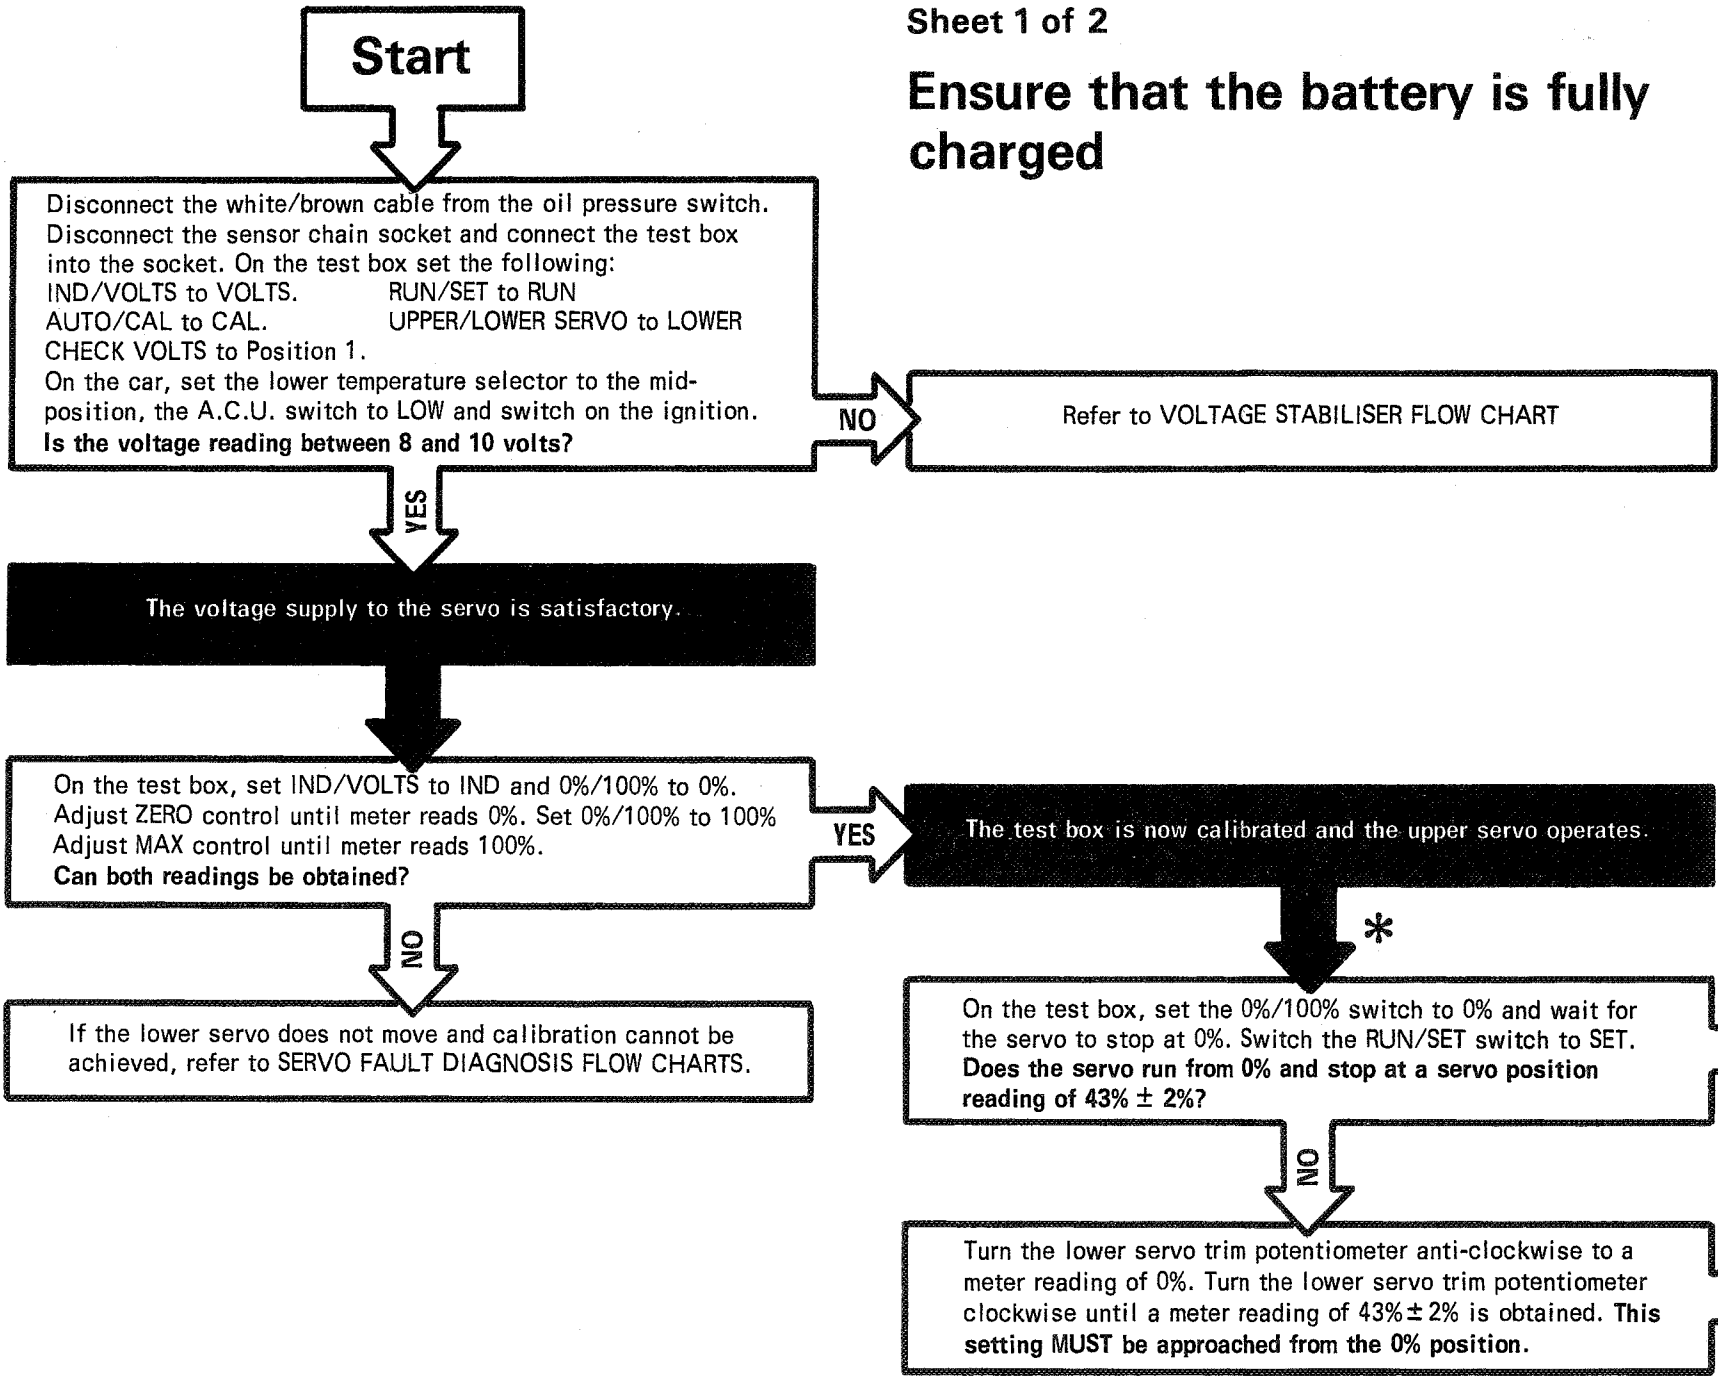 Start
Sheet 1 of 2
Ensure that the battery is fully
charged
Disconnect the white/brown cable from the oil pressure switch.
Disconnect the sensor chain socket and connect the test box
into the socket. On the test box set the following:
IND/VOLTS to VOLTS. RUN/SET to RUN
AUTO/CAL to CAL. UPPER/LOWER SERVO to LOWER
CHECK VOLTS to Position 1.
On the car, set the lower temperature selector to the mid-
position, the A.C.U. switch to LOW and switch on the ignition.
Is the voltage reading between 8 and 10 volts?
NO
Refer to VOLTAGE STABILISER FLOW CHART
YES
The voltage supply to the servo is satisfactory.
On the test box, set IND/VOLTS to IND and 0%/100% to 0%.
Adjust ZERO control until meter reads 0%. Set 0%/100% to 100%
Adjust MAX control until meter reads 100%.
Can both readings be obtained?
YES
The test box is now calibrated and the upper servo operates.
*
NO
If the lower servo does not move and calibration cannot be
achieved, refer to SERVO FAULT DIAGNOSIS FLOW CHARTS.
On the test box, set the 0%/100% switch to 0% and wait for
the servo to stop at 0%. Switch the RUN/SET switch to SET.
Does the servo run from 0% and stop at a servo position
reading of 43% ± 2%?
NO
Turn the lower servo trim potentiometer anti-clockwise to a
meter reading of 0%. Turn the lower servo trim potentiometer
clockwise until a meter reading of 43%±2% is obtained. This
setting MUST be approached from the 0% position.